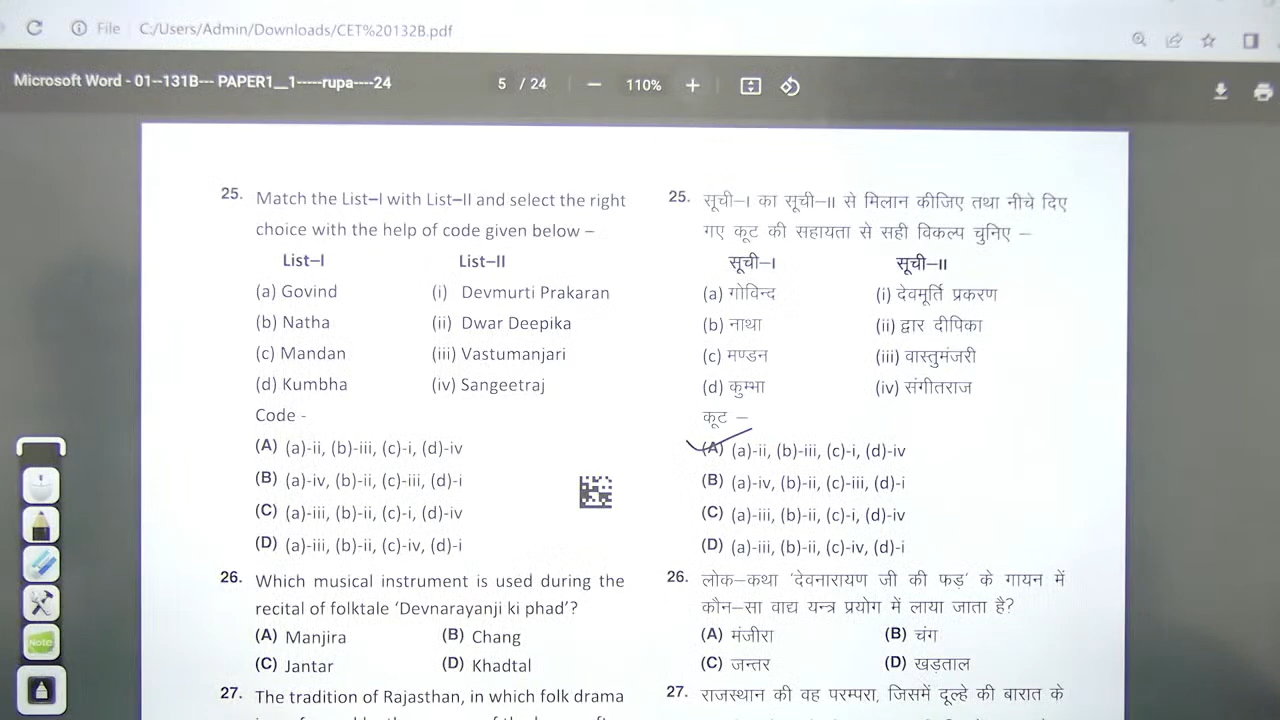 File C:/Users/Admin/Downloads/CET%20132B.pdf
Microsoft Word - 01--131B--- PAPER1__1-----rupa----24 5 / 24 110%
25. Match the List–I with List–II and select the right
choice with the help of code given below –
List–I List–II
(a) Govind (i) Devmurti Prakaran
(b) Natha (ii) Dwar Deepika
(c) Mandan (iii) Vastumanjari
(d) Kumbha (iv) Sangeetraj
Code -
(A) (a)-ii, (b)-iii, (c)-i, (d)-iv
(B) (a)-iv, (b)-ii, (c)-iii, (d)-i
(C) (a)-iii, (b)-ii, (c)-i, (d)-iv
(D) (a)-iii, (b)-ii, (c)-iv, (d)-i
26. Which musical instrument is used during the
recital of folktale ‘Devnarayanji ki phad’?
(A) Manjira (B) Chang
(C) Jantar (D) Khadtal
27. The tradition of Rajasthan, in which folk drama
25. सूची–I का सूची–II से मिलान कीजिए तथा नीचे दिए
गए कूट की सहायता से सही विकल्प चुनिए –
सूची–I सूची–II
(a) गोविन्द (i) देवमूर्ति प्रकरण
(b) नाथा (ii) द्वार दीपिका
(c) मण्डन (iii) वास्तुमंजरी
(d) कुम्भा (iv) संगीतराज
कूट –
(A) (a)-ii, (b)-iii, (c)-i, (d)-iv
(B) (a)-iv, (b)-ii, (c)-iii, (d)-i
(C) (a)-iii, (b)-ii, (c)-i, (d)-iv
(D) (a)-iii, (b)-ii, (c)-iv, (d)-i
26. लोक–कथा ‘देवनारायण जी की फड़’ के गायन में
कौन–सा वाद्य यन्त्र प्रयोग में लाया जाता है?
(A) मंजीरा (B) चंग
(C) जन्तर (D) खड़ताल
27. राजस्थान की वह परम्परा, जिसमें दूल्हे की बारात के
Note